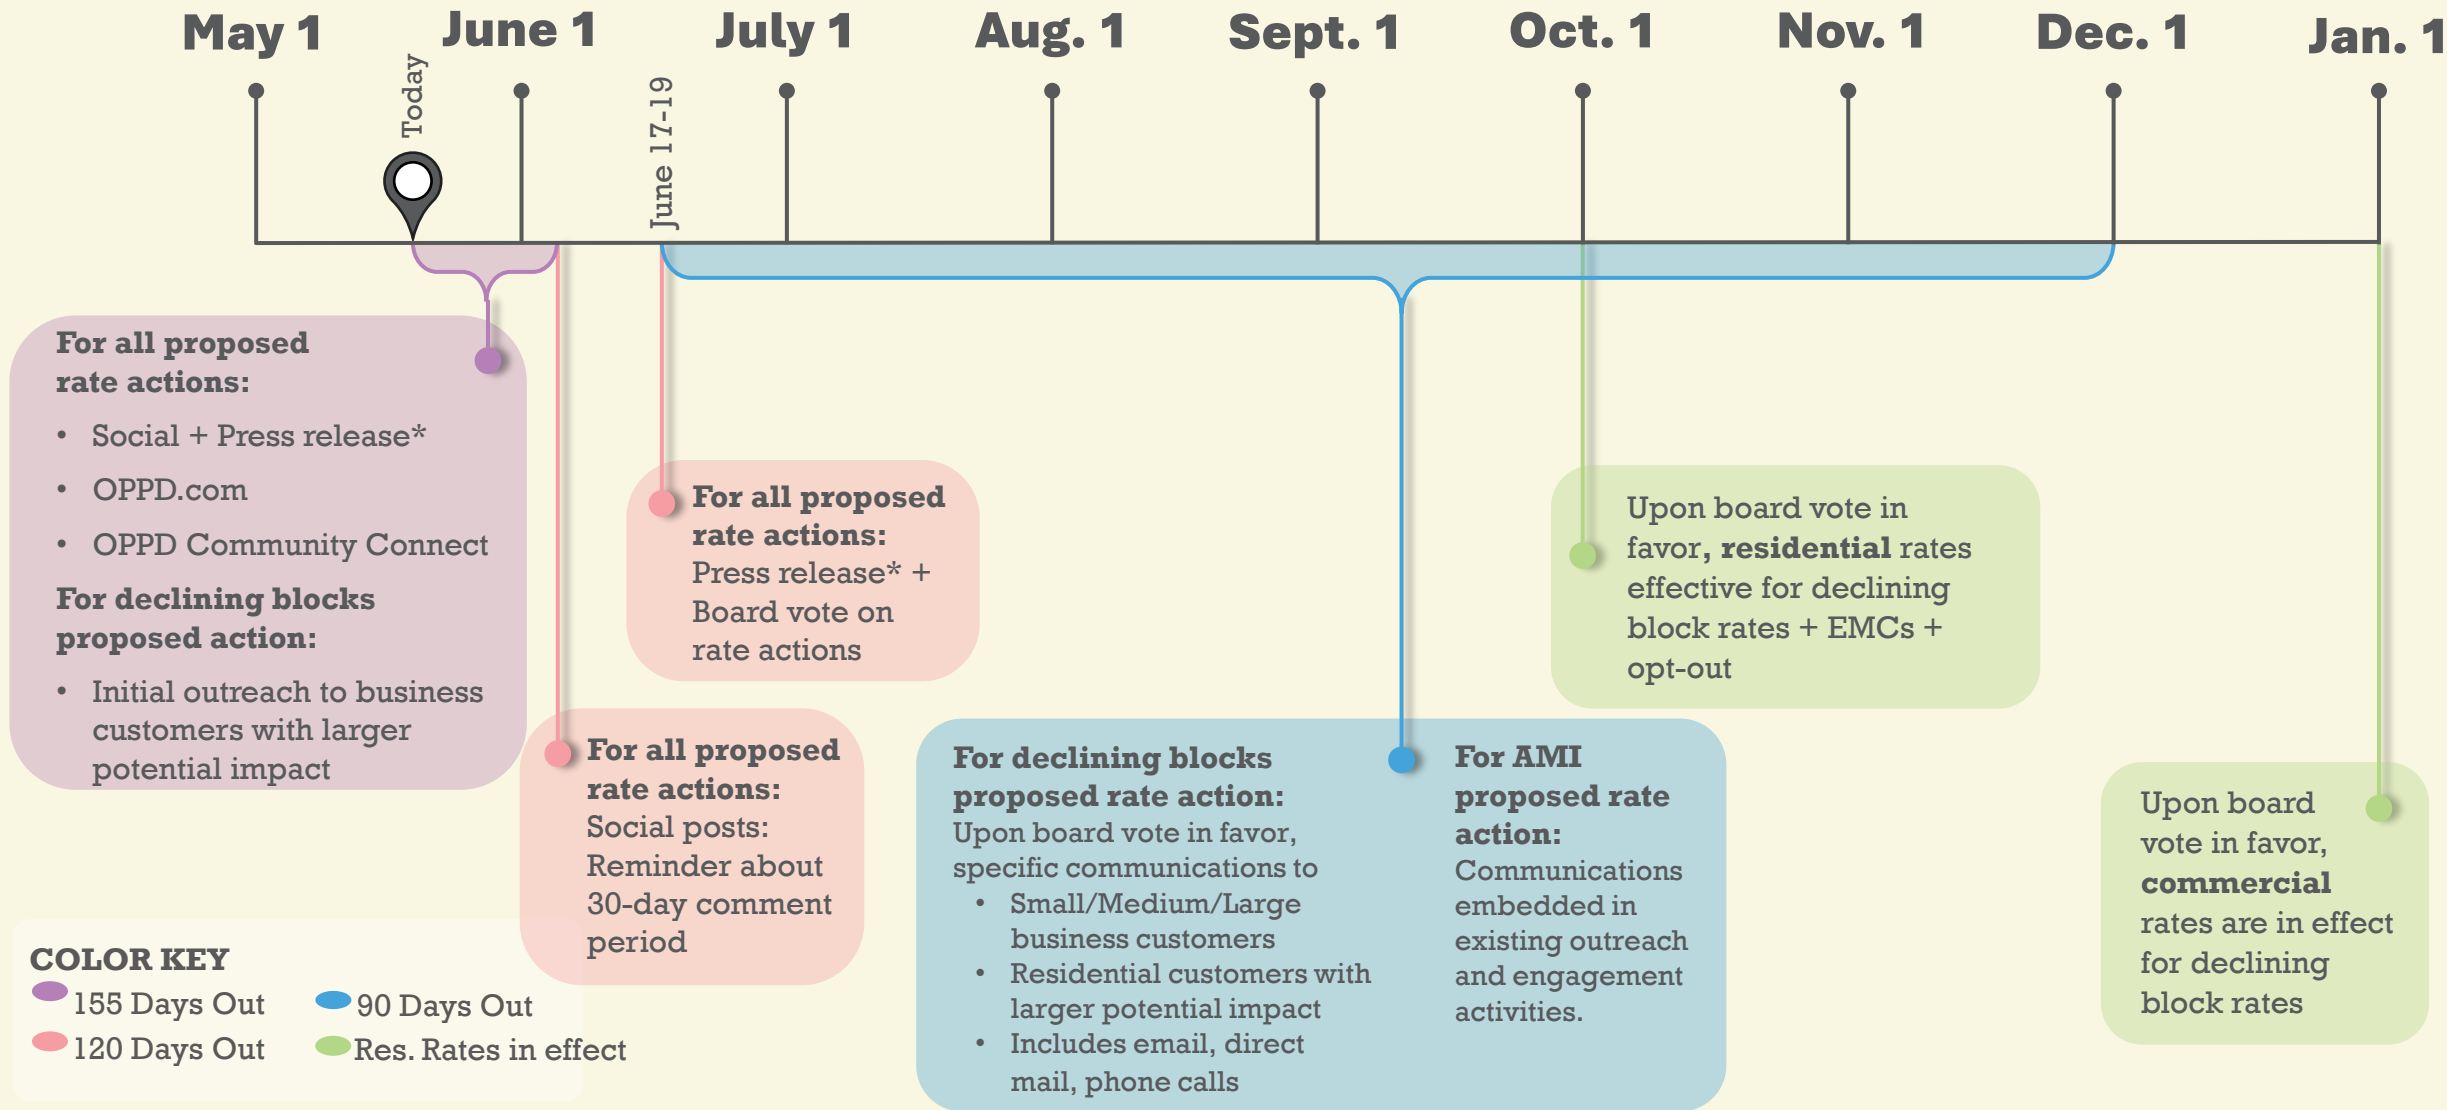 May 1
June 1
July 1
Aug. 1
Sept. 1
Oct. 1
Nov. 1
Dec. 1
Jan. 1
Today
June 17-19
For all proposed
rate actions:
• Social + Press release*
• OPPD.com
• OPPD Community Connect
For declining blocks
proposed action:
• Initial outreach to business
customers with larger
potential impact
For all proposed
rate actions:
Press release* +
Board vote on
rate actions
For all proposed
rate actions:
Social posts:
Reminder about
30-day comment
period
For declining blocks
proposed rate action:
Upon board vote in favor,
specific communications to
• Small/Medium/Large
business customers
• Residential customers with
larger potential impact
• Includes email, direct
mail, phone calls
For AMI
proposed rate
action:
Communications
embedded in
existing outreach
and engagement
activities.
Upon board vote in
favor, residential rates
effective for declining
block rates + EMCs +
opt-out
Upon board
vote in favor,
commercial
rates are in effect
for declining
block rates
COLOR KEY
155 Days Out
120 Days Out
90 Days Out
Res. Rates in effect